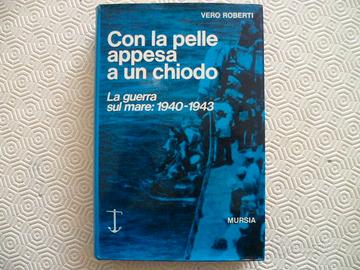 VERO ROBERTI
Con la pelle
appesa
a un chiodo
La guerra
sul mare: 1940-1943
MURSIA